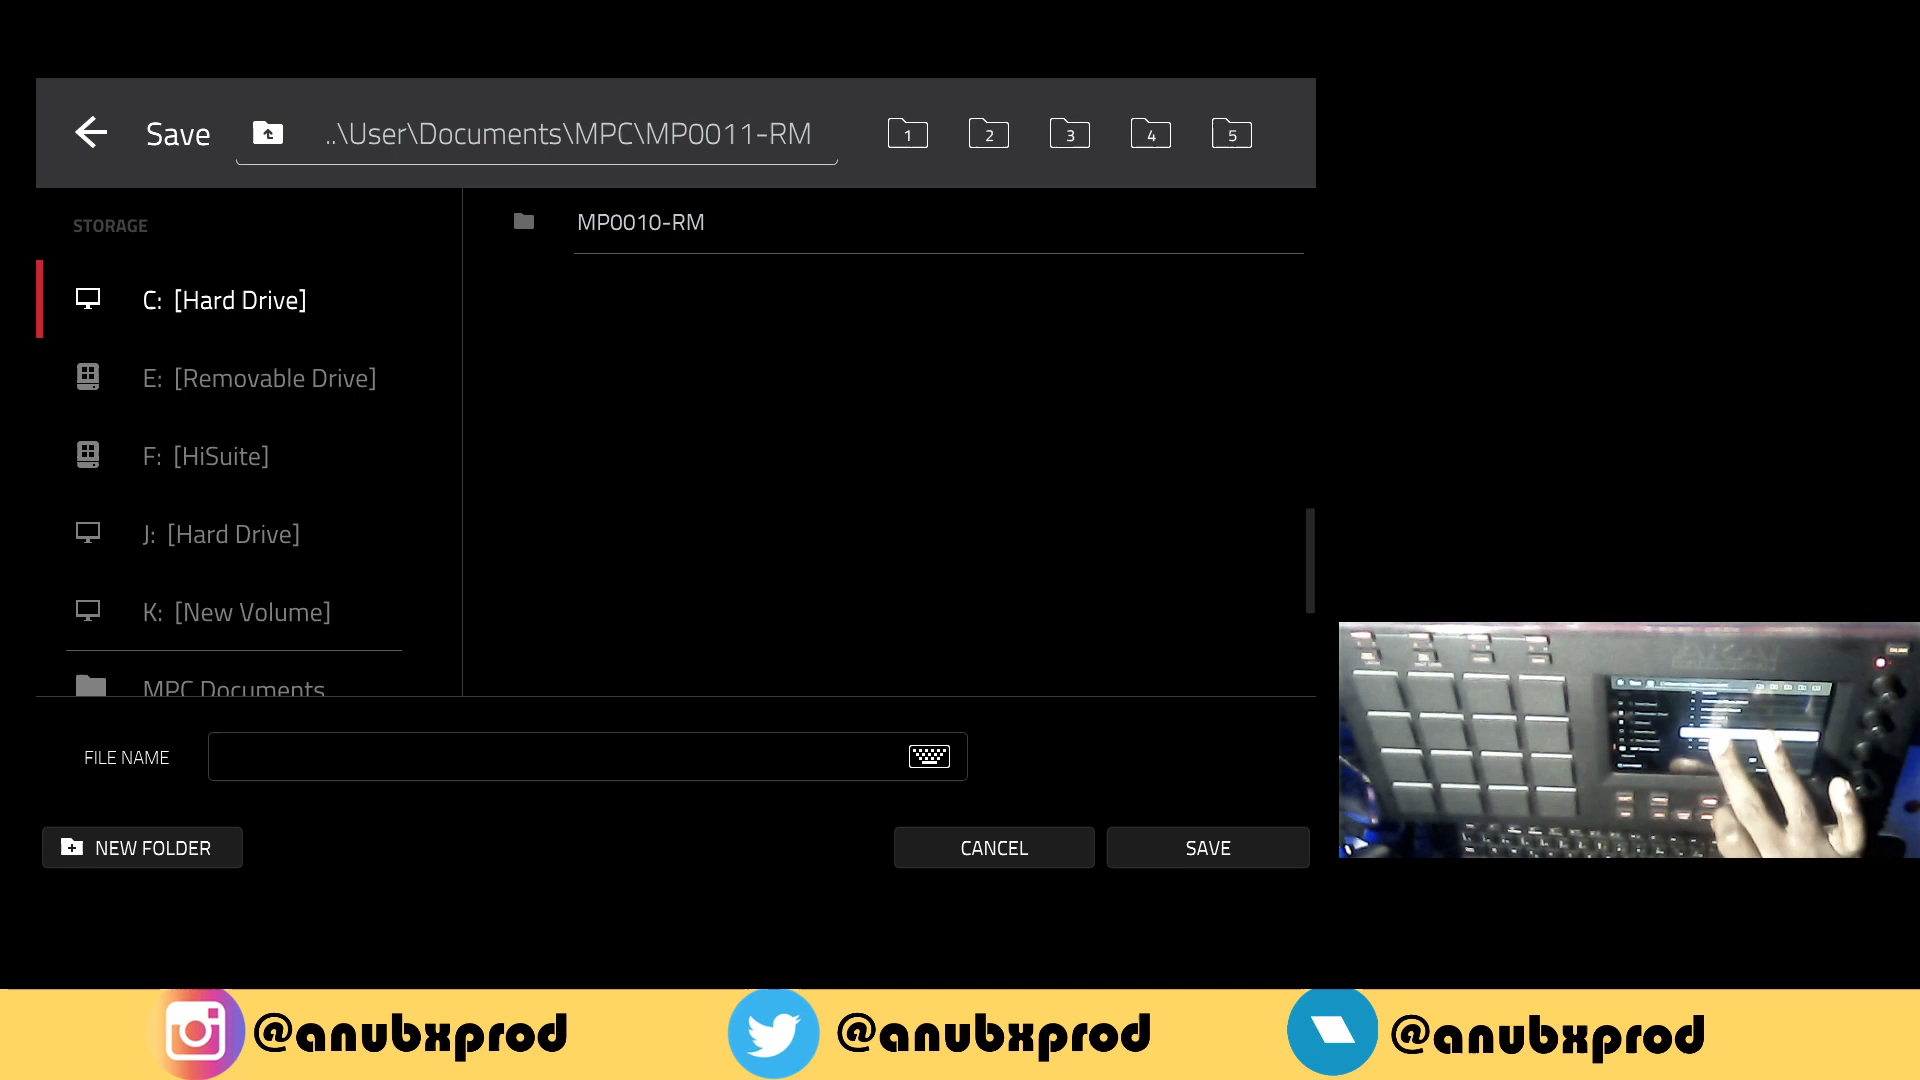 Save
..\User\Documents\MPC\MP0011-RM
1
2
3
4
5
STORAGE
C: [Hard Drive]
E: [Removable Drive]
F: [HiSuite]
J: [Hard Drive]
K: [New Volume]
MPC Documents
MP0010-RM
FILE NAME
NEW FOLDER
CANCEL
SAVE
AKAI
@anubxprod
@anubxprod
@anubxprod